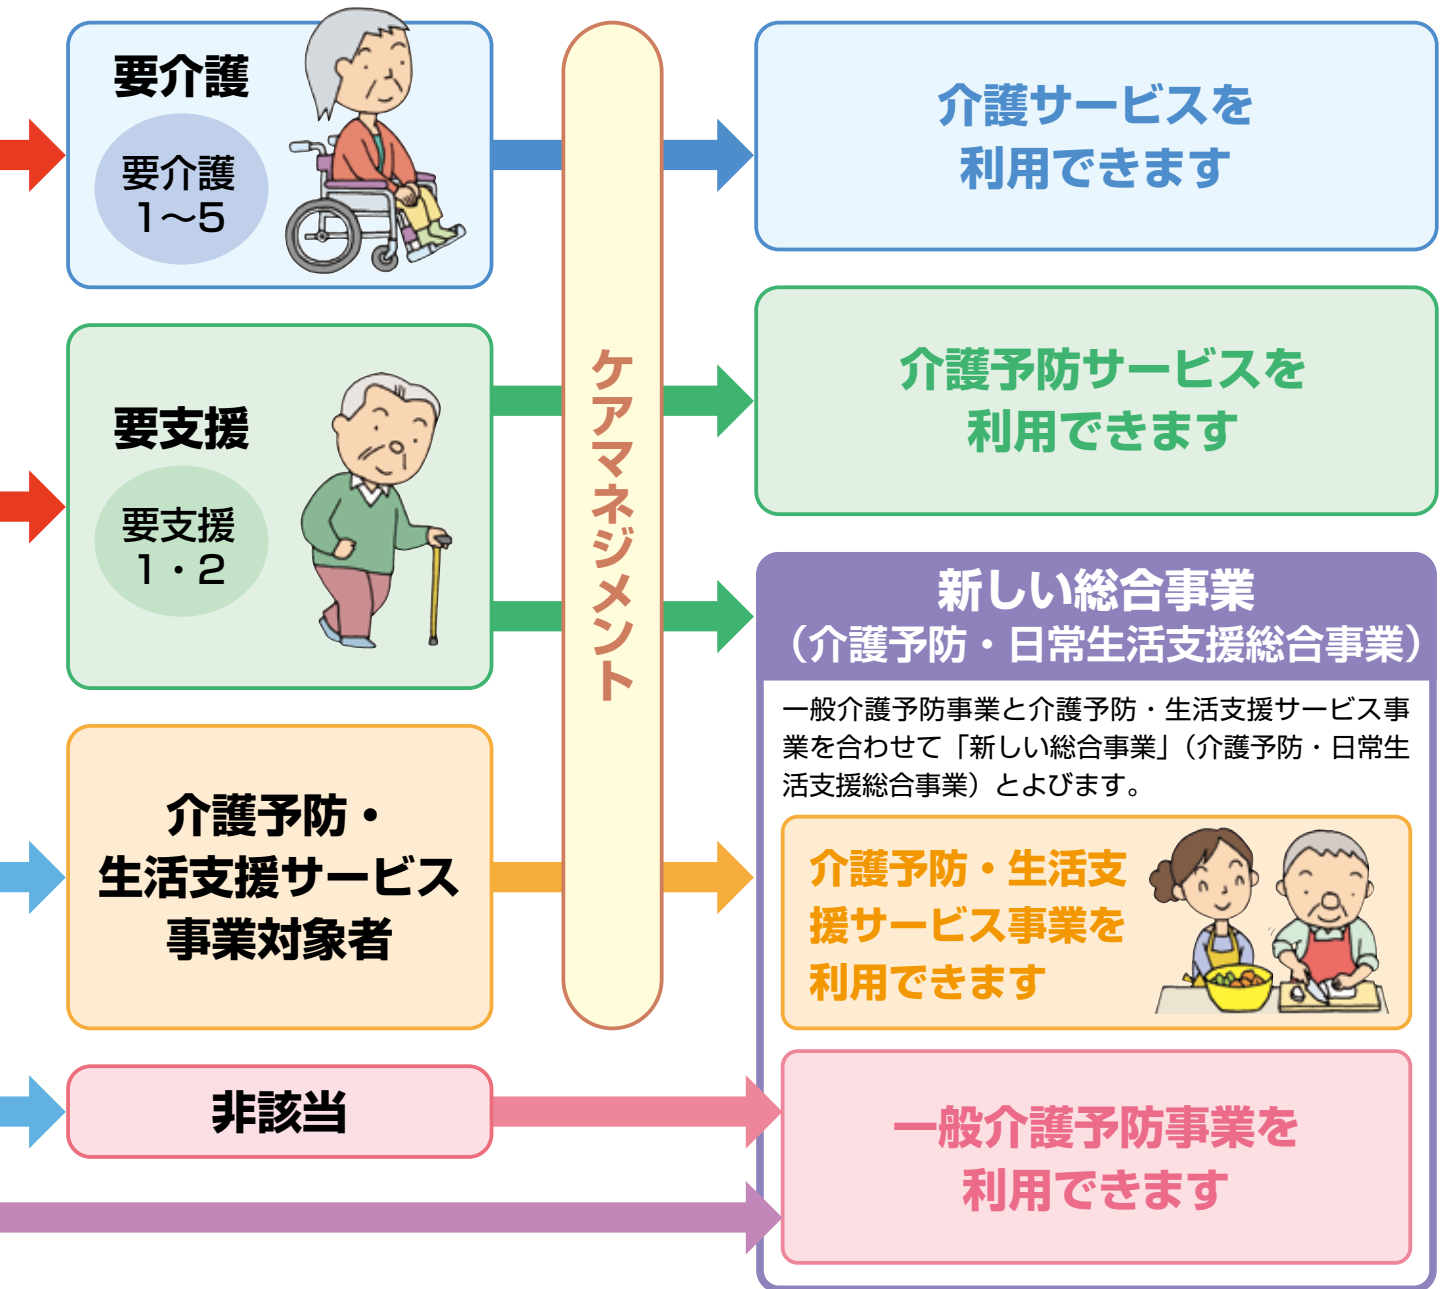 要介護
要介護
1〜5
要支援
要支援
1・2
介護予防・
生活支援サービス
事業対象者
非該当
ケアマネジメント
介護サービスを
利用できます
介護予防サービスを
利用できます
新しい総合事業
（介護予防・日常生活支援総合事業）
一般介護予防事業と介護予防・生活支援サービス事
業を合わせて「新しい総合事業」（介護予防・日常生
活支援総合事業）とよびます。
介護予防・生活支
援サービス事業を
利用できます
一般介護予防事業を
利用できます